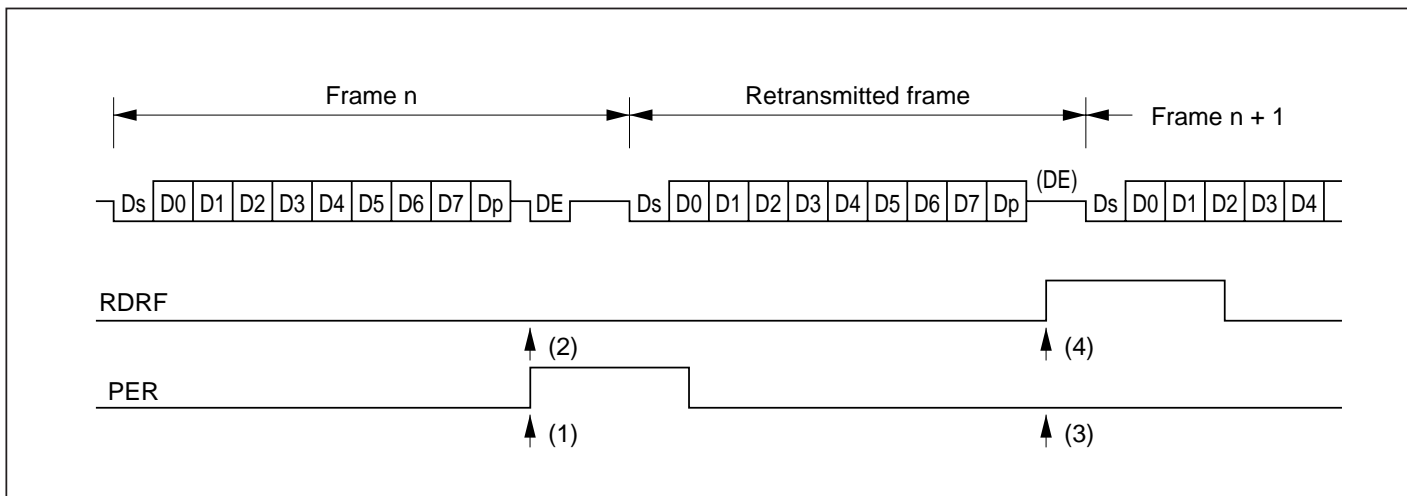 Frame n Retransmitted frame Frame n + 1
Ds D0 D1 D2 D3 D4 D5 D6 D7 Dp DE Ds D0 D1 D2 D3 D4 D5 D6 D7 Dp (DE) Ds D0 D1 D2 D3 D4
RDRF
(2) (4)
PER
(1) (3)